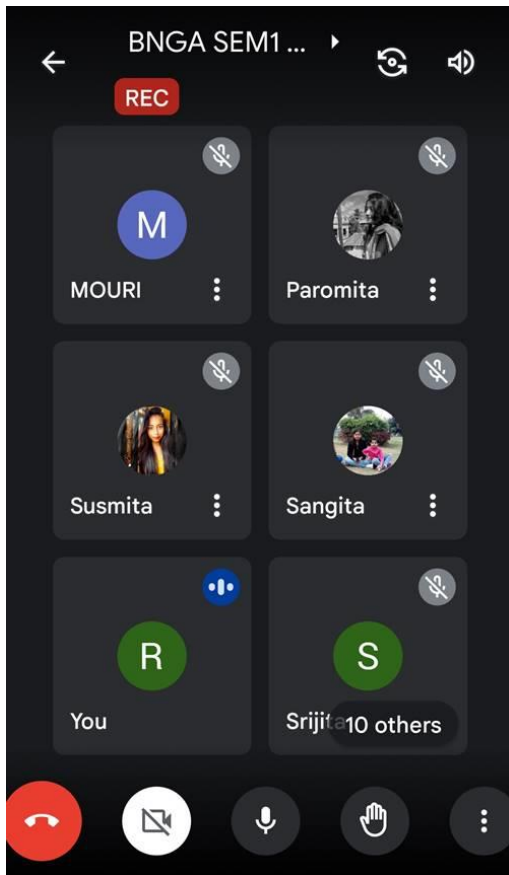 BNGA SEM1 ...
REC
M
MOURI
Paromita
Susmita
Sangita
R
S
You
Srijita
10 others